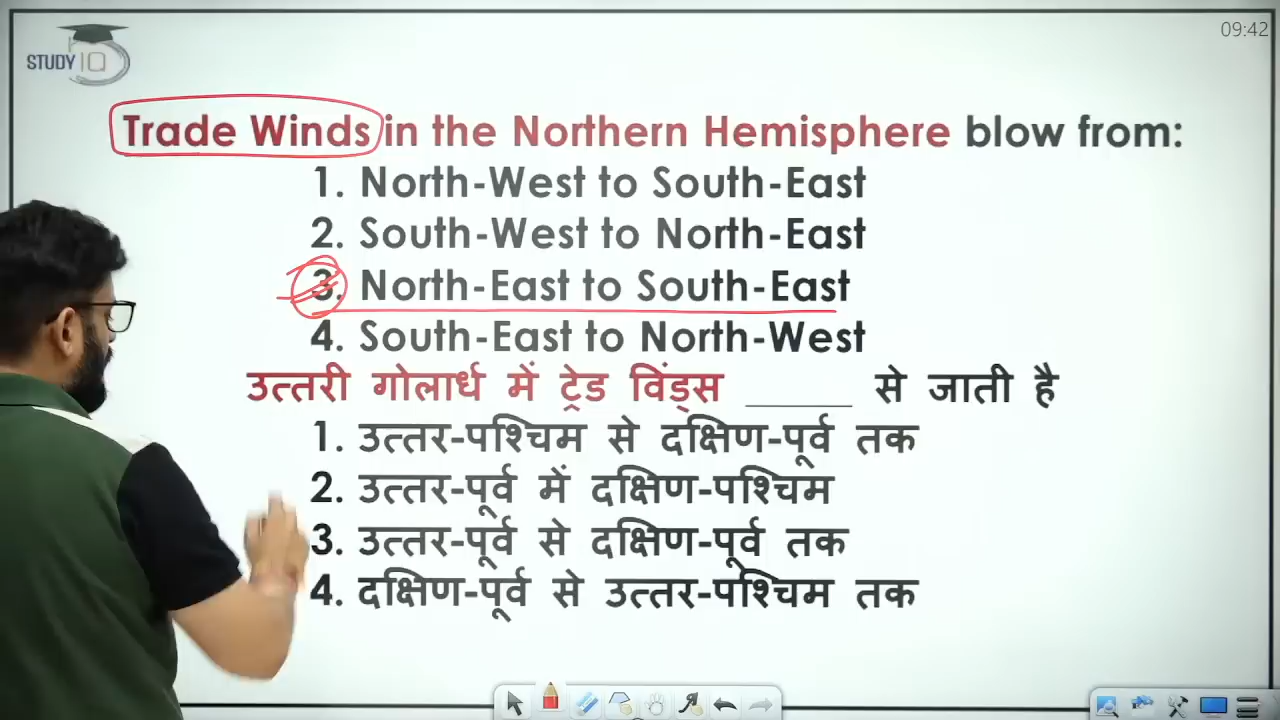 STUDY IQ
09:42
Trade Winds in the Northern Hemisphere blow from:
1. North-West to South-East
2. South-West to North-East
3. North-East to South-East
4. South-East to North-West
उत्तरी गोलार्ध में ट्रेड विंड्स ______ से जाती है
1. उत्तर-पश्चिम से दक्षिण-पूर्व तक
2. उत्तर-पूर्व में दक्षिण-पश्चिम
3. उत्तर-पूर्व से दक्षिण-पूर्व तक
4. दक्षिण-पूर्व से उत्तर-पश्चिम तक